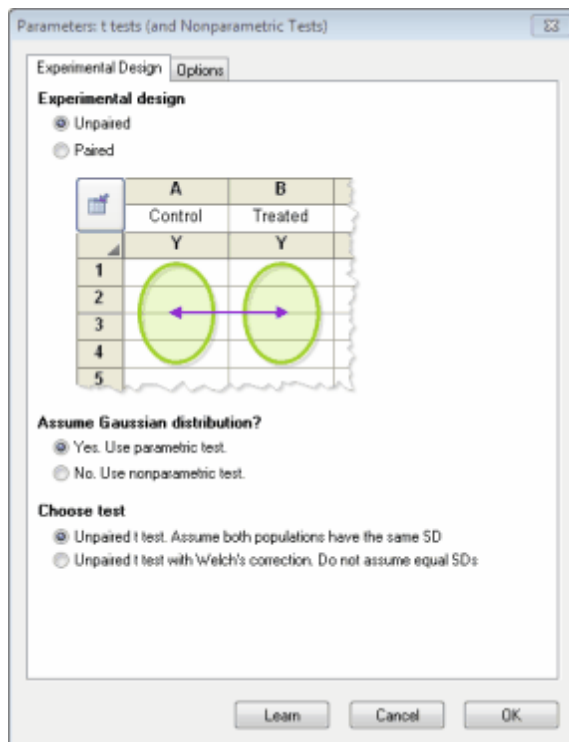 Parameters: t tests (and Nonparametric Tests)
Experimental Design Options
Experimental design
Unpaired
Paired
A B
Control Treated
Y Y
1
2
3
4
5
Assume Gaussian distribution?
Yes. Use parametric test.
No. Use nonparametric test.
Choose test
Unpaired t test. Assume both populations have the same SD
Unpaired t test with Welch's correction. Do not assume equal SDs
Learn Cancel OK